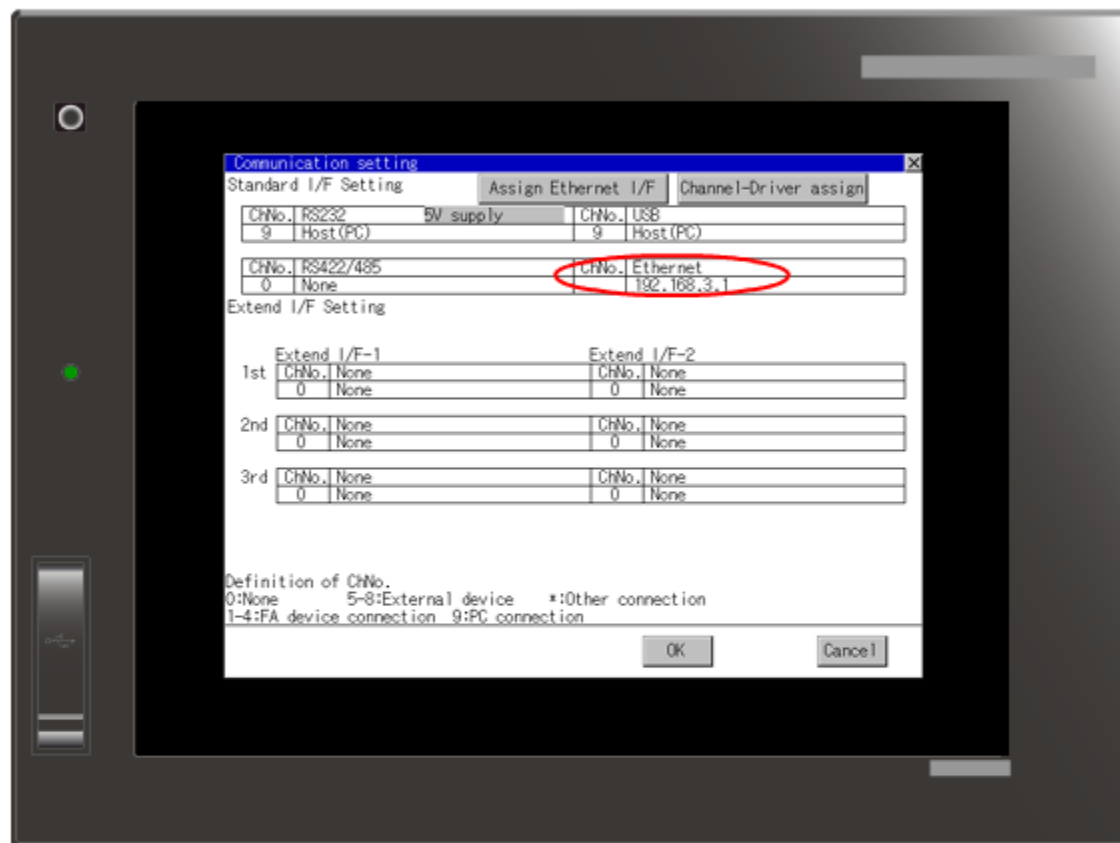 Communication setting
Standard I/F Setting Assign Ethernet I/F Channel-Driver assign
ChNo. RS232 5V supply ChNo. USB
9 Host(PC) 9 Host(PC)
ChNo. RS422/485 ChNo. Ethernet
0 None 192.168.3.1
Extend I/F Setting
Extend I/F-1 Extend I/F-2
1st ChNo. None ChNo. None
0 None 0 None
2nd ChNo. None ChNo. None
0 None 0 None
3rd ChNo. None ChNo. None
0 None 0 None
Definition of ChNo.
0:None 5-8:External device *:Other connection
1-4:FA device connection 9:PC connection
OK Cancel